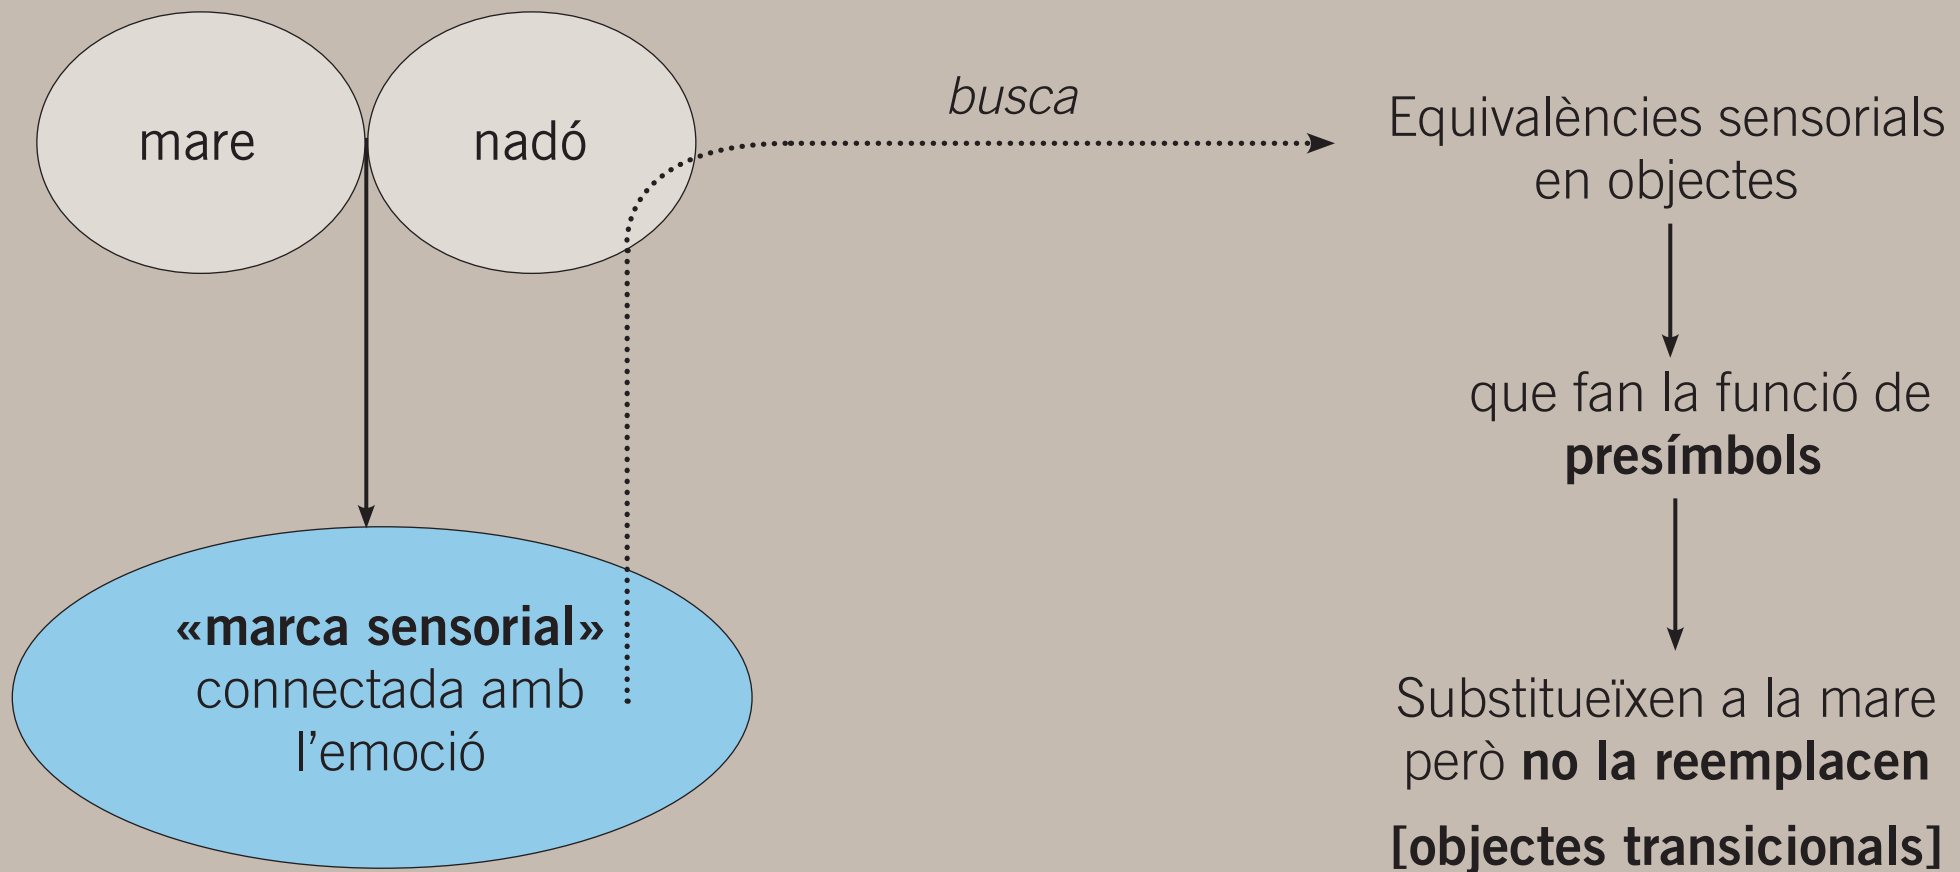 mare
nadó
busca
Equivalències sensorials
en objectes
que fan la funció de
presímbols
«marca sensorial»
connectada amb
l’emoció
Substitueïxen a la mare
però no la reemplacen
[objectes transicionals]